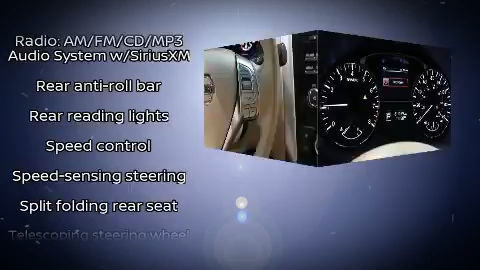 Radio: AM/FM/CD/MP3
Audio System w/SiriusXM
Rear anti-roll bar
Rear reading lights
Speed control
Speed-sensing steering
Split folding rear seat
Telescoping steering wheel